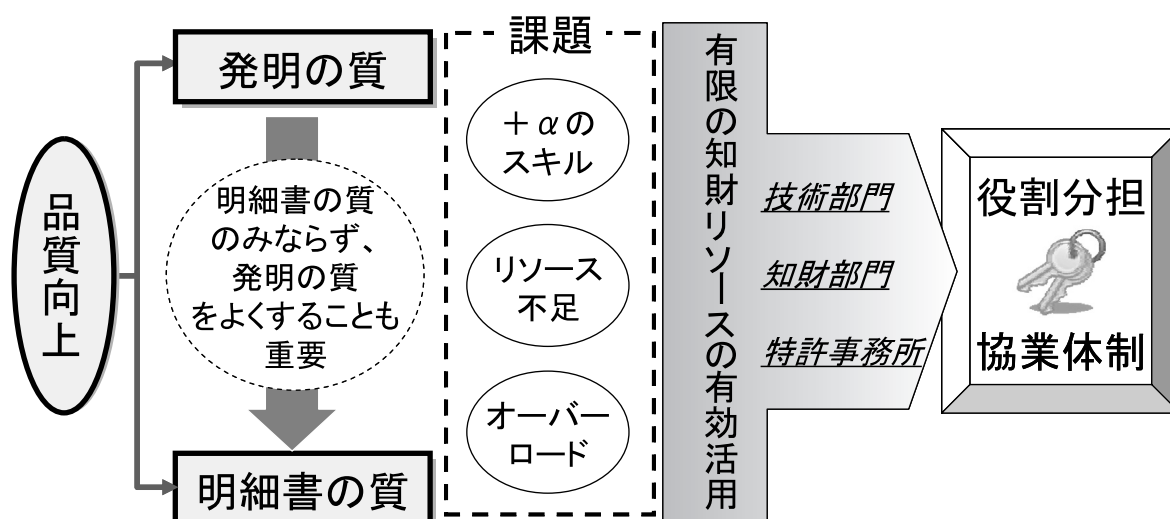 品質向上
発明の質
明細書の質
のみならず、
発明の質
をよくすることも
重要
明細書の質
課題
＋αの
スキル
リソース
不足
オーバー
ロード
有限の知財リソースの有効活用
技術部門
知財部門
特許事務所
役割分担
協業体制